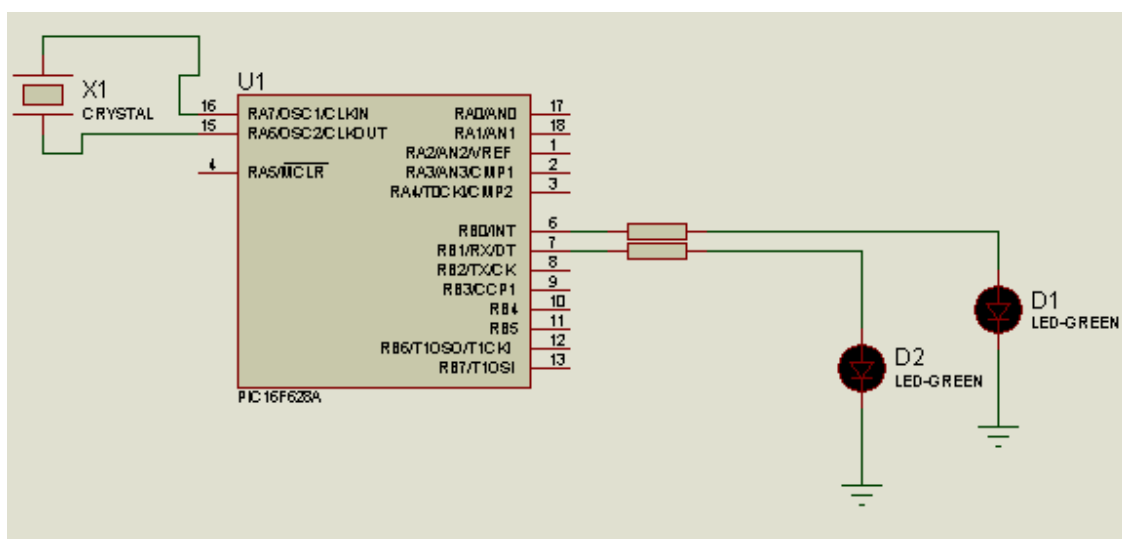 X1
CRYSTAL
U1
16
RA7/OSC1/CLKIN
15
RA6/OSC2/CLKOUT
4
RA5/MCLR
RA0/AN0
17
RA1/AN1
18
RA2/AN2/VREF
1
RA3/AN3/CMP1
2
RA4/T0CKI/CMP2
3
RB0/INT
6
RB1/RX/DT
7
RB2/TX/CK
8
RB3/CCP1
9
RB4
10
RB5
11
RB6/T1OSO/T1CKI
12
RB7/T1OSI
13
PIC16F628A
D1
LED-GREEN
D2
LED-GREEN